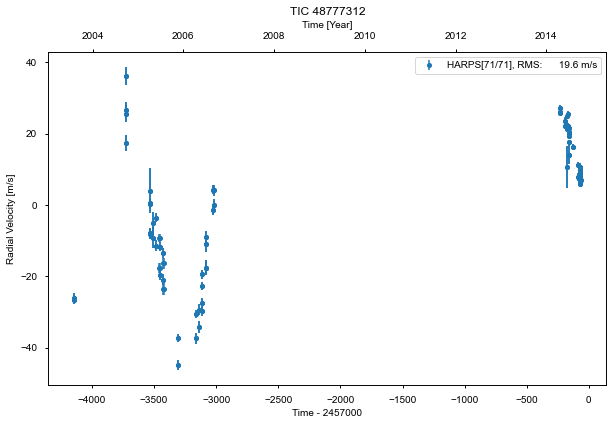 TIC 48777312
Time [Year]
2004 2006 2008 2010 2012 2014
HARPS[71/71], RMS: 19.6 m/s
Radial Velocity [m/s]
40
20
0
−20
−40
−4000 −3500 −3000 −2500 −2000 −1500 −1000 −500 0
Time - 2457000